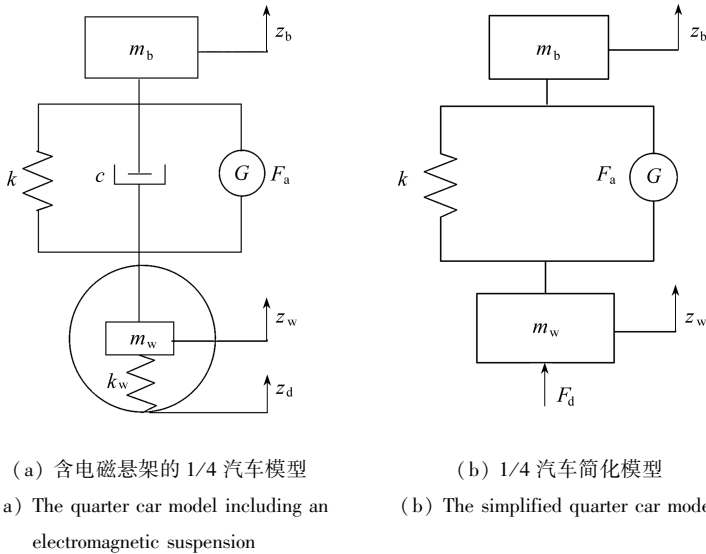 m_b
z_b
k
c
G
F_a
m_w
z_w
k_w
z_d
m_b
z_b
k
F_a
G
m_w
z_w
F_d
(a) 含电磁悬架的 1/4 汽车模型
(b) 1/4 汽车简化模型
a) The quarter car model including an
electromagnetic suspension
(b) The simplified quarter car mode